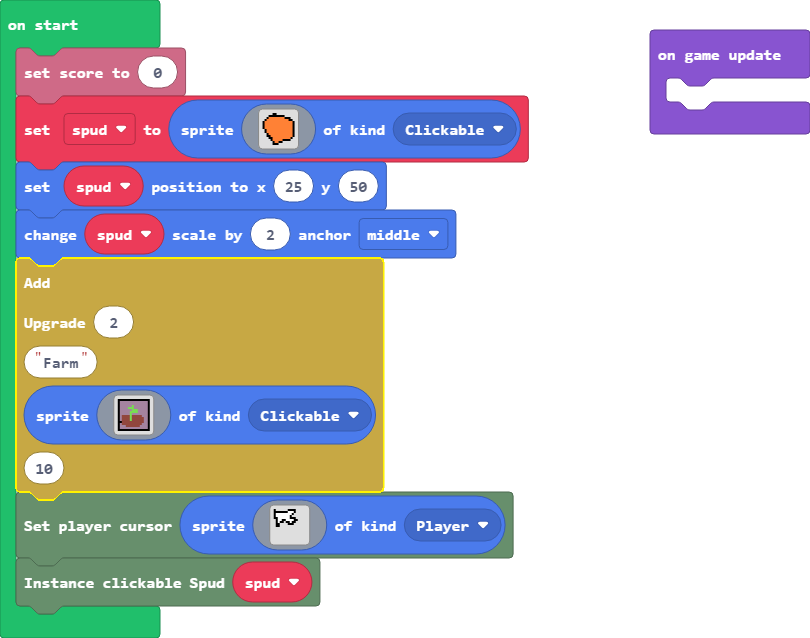 on start
set score to 0
on game update
set spud to sprite of kind Clickable
set spud position to x 25 y 50
change spud scale by 2 anchor middle
Add
Upgrade 2
"Farm"
sprite of kind Clickable
10
Set player cursor sprite of kind Player
Instance clickable Spud spud